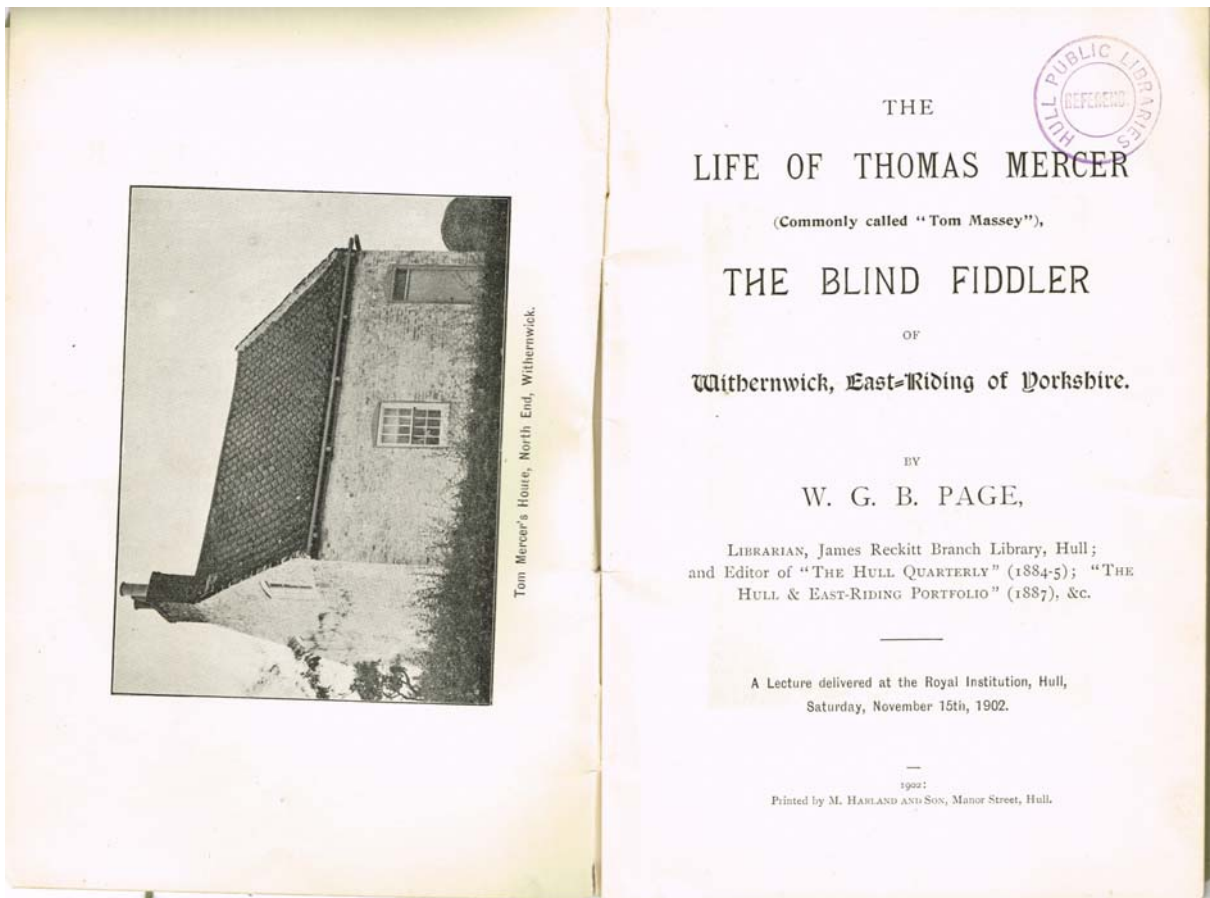 Tom Mercer's House, North End, Withernwick.
HULL PUBLIC LIBRARIES
THE
LIFE OF THOMAS MERCER
(Commonly called “Tom Massey”),
THE BLIND FIDDLER
OF
Withernwick, East-Riding of Yorkshire.
BY
W. G. B. PAGE,
LIBRARIAN, James Reckitt Branch Library, Hull;
and Editor of “THE HULL QUARTERLY” (1884-5); “THE
HULL & EAST-RIDING PORTFOLIO” (1887), &c.
A Lecture delivered at the Royal Institution, Hull,
Saturday, November 15th, 1902.
1902:
Printed by M. HARLAND AND SON, Manor Street, Hull.